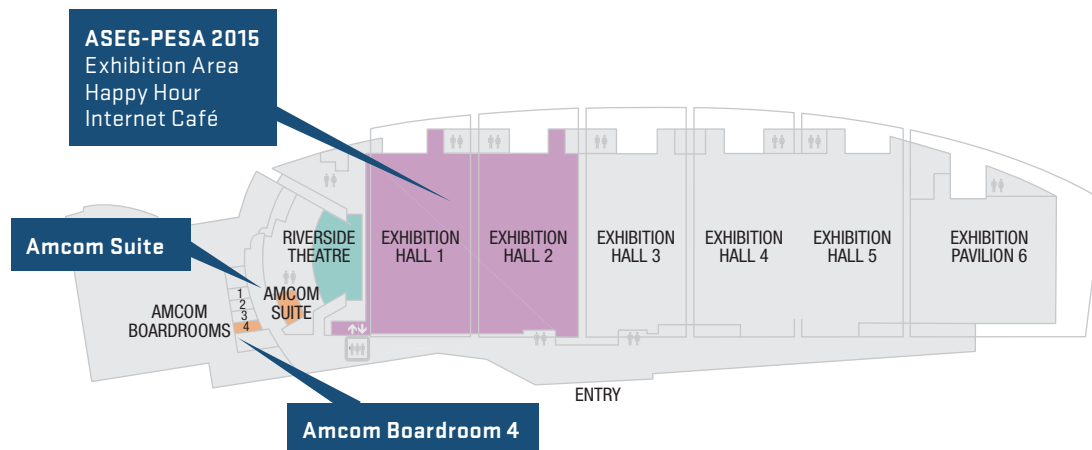 ASEG-PESA 2015
Exhibition Area
Happy Hour
Internet Café
Amcom Suite
RIVERSIDE
THEATRE
EXHIBITION
HALL 1
EXHIBITION
HALL 2
EXHIBITION
HALL 3
EXHIBITION
HALL 4
EXHIBITION
HALL 5
EXHIBITION
PAVILION 6
AMCOM
SUITE
AMCOM
BOARDROOMS
1
2
3
4
ENTRY
Amcom Boardroom 4